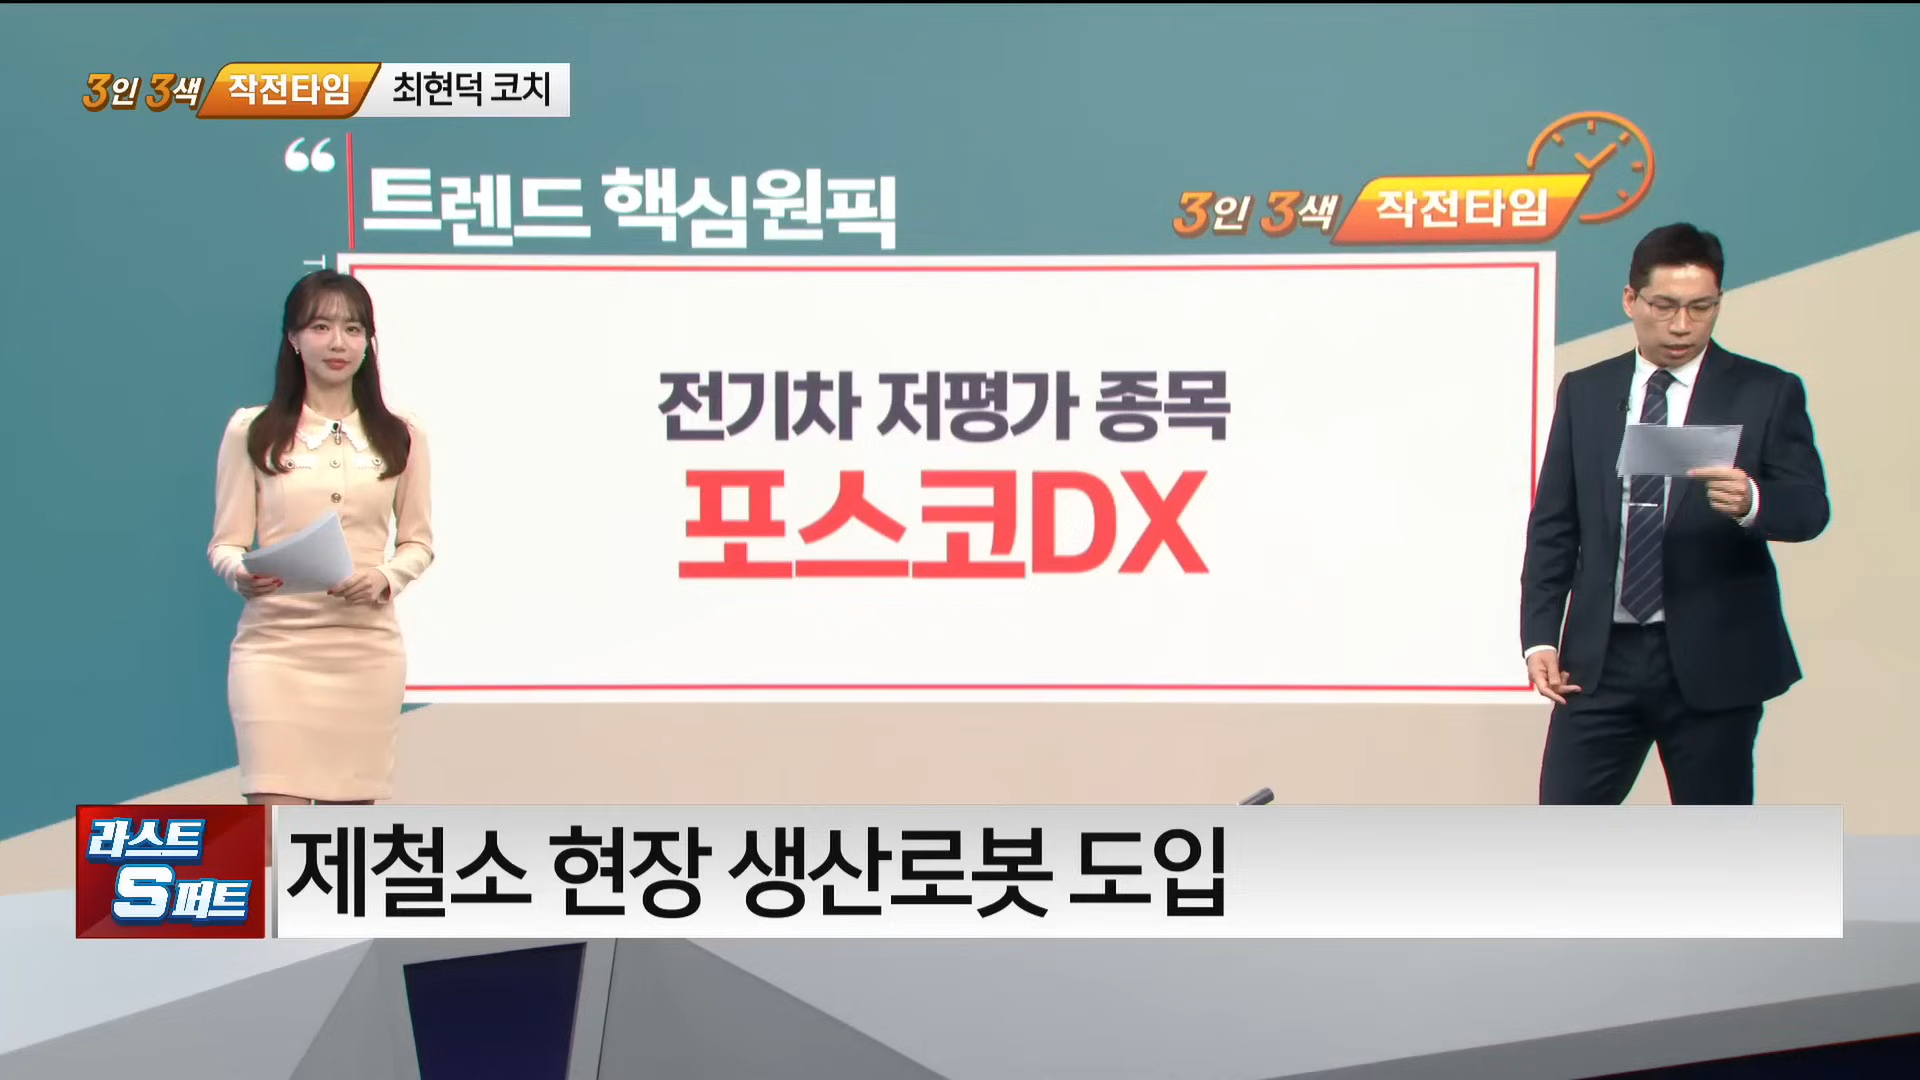 3인 3색 작전타임 최현덕 코치
“
트렌드 핵심원픽
3인 3색 작전타임
전기차 저평가 종목
포스코DX
라스트
S퍼트
제철소 현장 생산로봇 도입